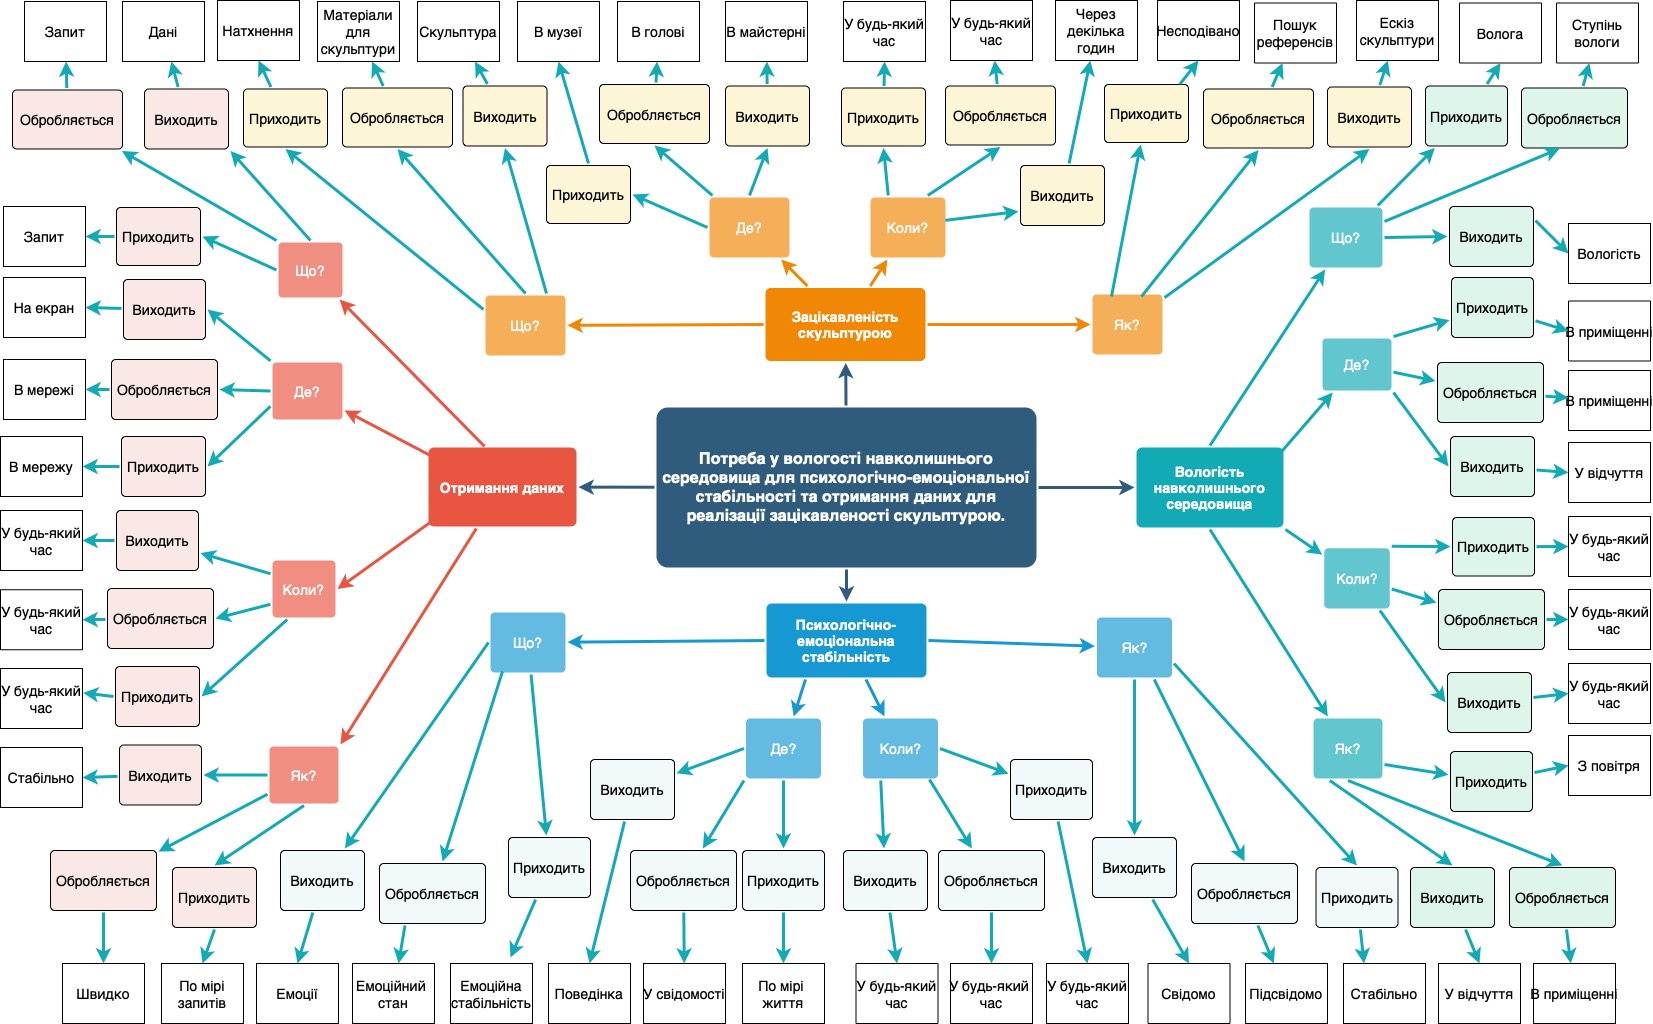 Запит
Дані
Натхнення
Матеріали
для
скульптури
Скульптура
В музеї
В голові
В майстерні
У будь-який
час
У будь-який
час
Через
декілька
годин
Несподівано
Пошук
референсів
Ескіз
скульптури
Волога
Ступінь
вологи
Обробляється
Виходить
Приходить
Обробляється
Виходить
Обробляється
Виходить
Приходить
Обробляється
Приходить
Обробляється
Виходить
Приходить
Обробляється
Приходить
Виходить
Запит
Приходить
Що?
Де?
Коли?
Що?
Виходить
Вологість
На екран
Виходить
Що?
Зацікавленість
скульптурою
Як?
Приходить
В приміщенні
В мережі
Обробляється
Де?
Де?
Обробляється
В приміщенні
В мережу
Приходить
Виходить
У відчуття
Отримання даних
Потреба у вологості навколишнього
середовища для психологічно-емоціональної
стабільності та отримання даних для
реалізації зацікавленості скульптурою.
Вологість
навколишнього
середовища
У будь-який
час
Виходить
Приходить
У будь-який
час
Коли?
Коли?
У будь-який
час
Обробляється
Обробляється
У будь-який
час
Що?
Психологічно-
емоціональна
стабільність
Як?
У будь-який
час
Приходить
Виходить
У будь-який
час
Стабільно
Виходить
Як?
Де?
Коли?
Як?
Приходить
З повітря
Виходить
Приходить
Обробляється
Приходить
Виходить
Обробляється
Приходить
Обробляється
Приходить
Виходить
Обробляється
Виходить
Обробляється
Приходить
Виходить
Обробляється
Швидко
По мірі
запитів
Емоції
Емоційний
стан
Емоційна
стабільність
Поведінка
У свідомості
По мірі
життя
У будь-який
час
У будь-який
час
У будь-який
час
Свідомо
Підсвідомо
Стабільно
У відчуття
В приміщенні